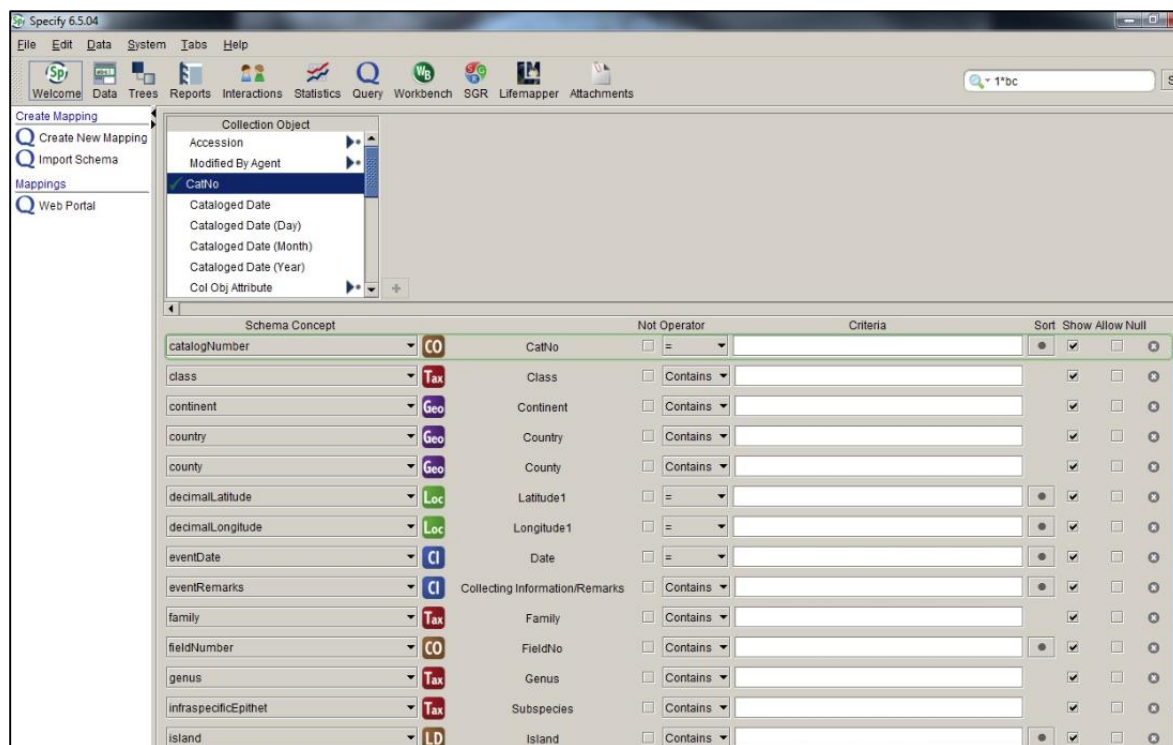 Sp Specify 6.5.04
File Edit Data System Tabs Help
Sp abcd Q WB SGR
Welcome Data Trees Reports Interactions Statistics Query Workbench SGR Lifemapper Attachments
1*bc
S
Create Mapping
Q Create New Mapping
Q Import Schema
Mappings
Q Web Portal
Collection Object
Accession
Modified By Agent
CatNo
Cataloged Date
Cataloged Date (Day)
Cataloged Date (Month)
Cataloged Date (Year)
Col Obj Attribute
Schema Concept Not Operator Criteria Sort Show Allow Null
catalogNumber CO CatNo =
class Tax Class Contains
continent Geo Continent Contains
country Geo Country Contains
county Geo County Contains
decimalLatitude Loc Latitude1 =
decimalLongitude Loc Longitude1 =
eventDate CI Date =
eventRemarks CI Collecting Information/Remarks Contains
family Tax Family Contains
fieldNumber CO FieldNo Contains
genus Tax Genus Contains
infraspecificEpithet Tax Subspecies Contains
island LD Island Contains